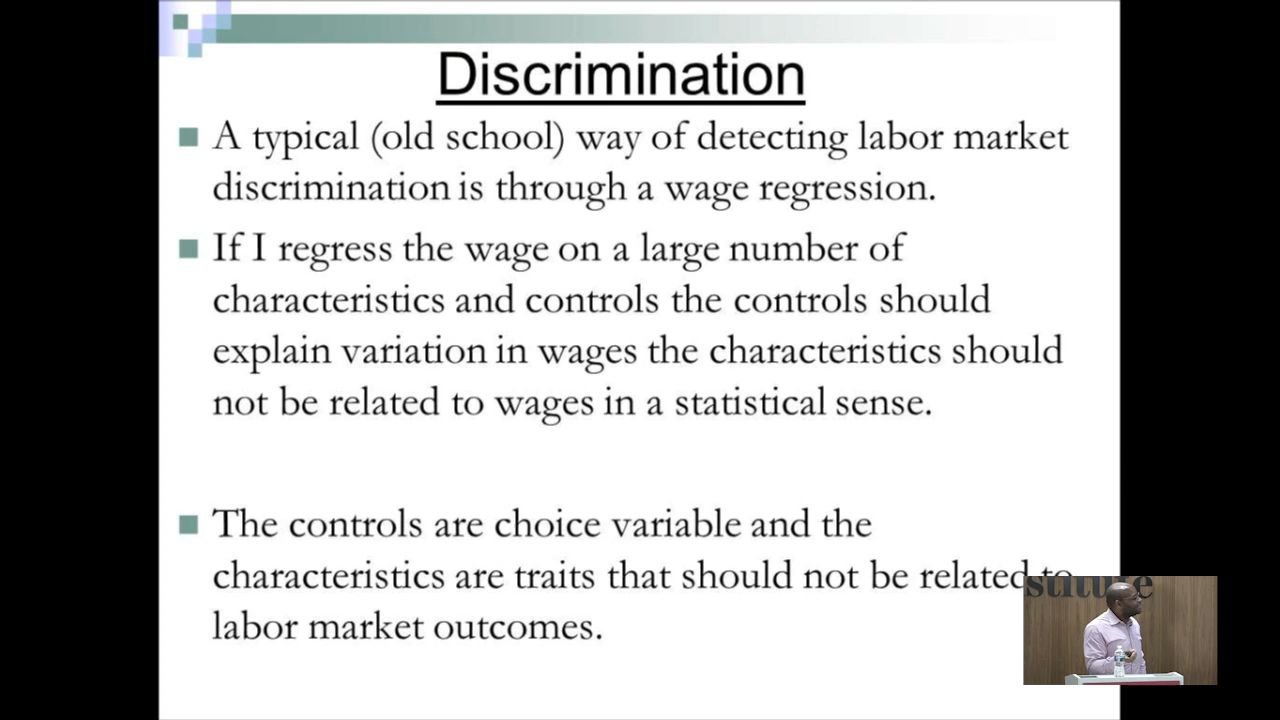 Discrimination
A typical (old school) way of detecting labor market
discrimination is through a wage regression.
If I regress the wage on a large number of
characteristics and controls the controls should
explain variation in wages the characteristics should
not be related to wages in a statistical sense.
The controls are choice variable and the
characteristics are traits that should not be related to
labor market outcomes.
stitute